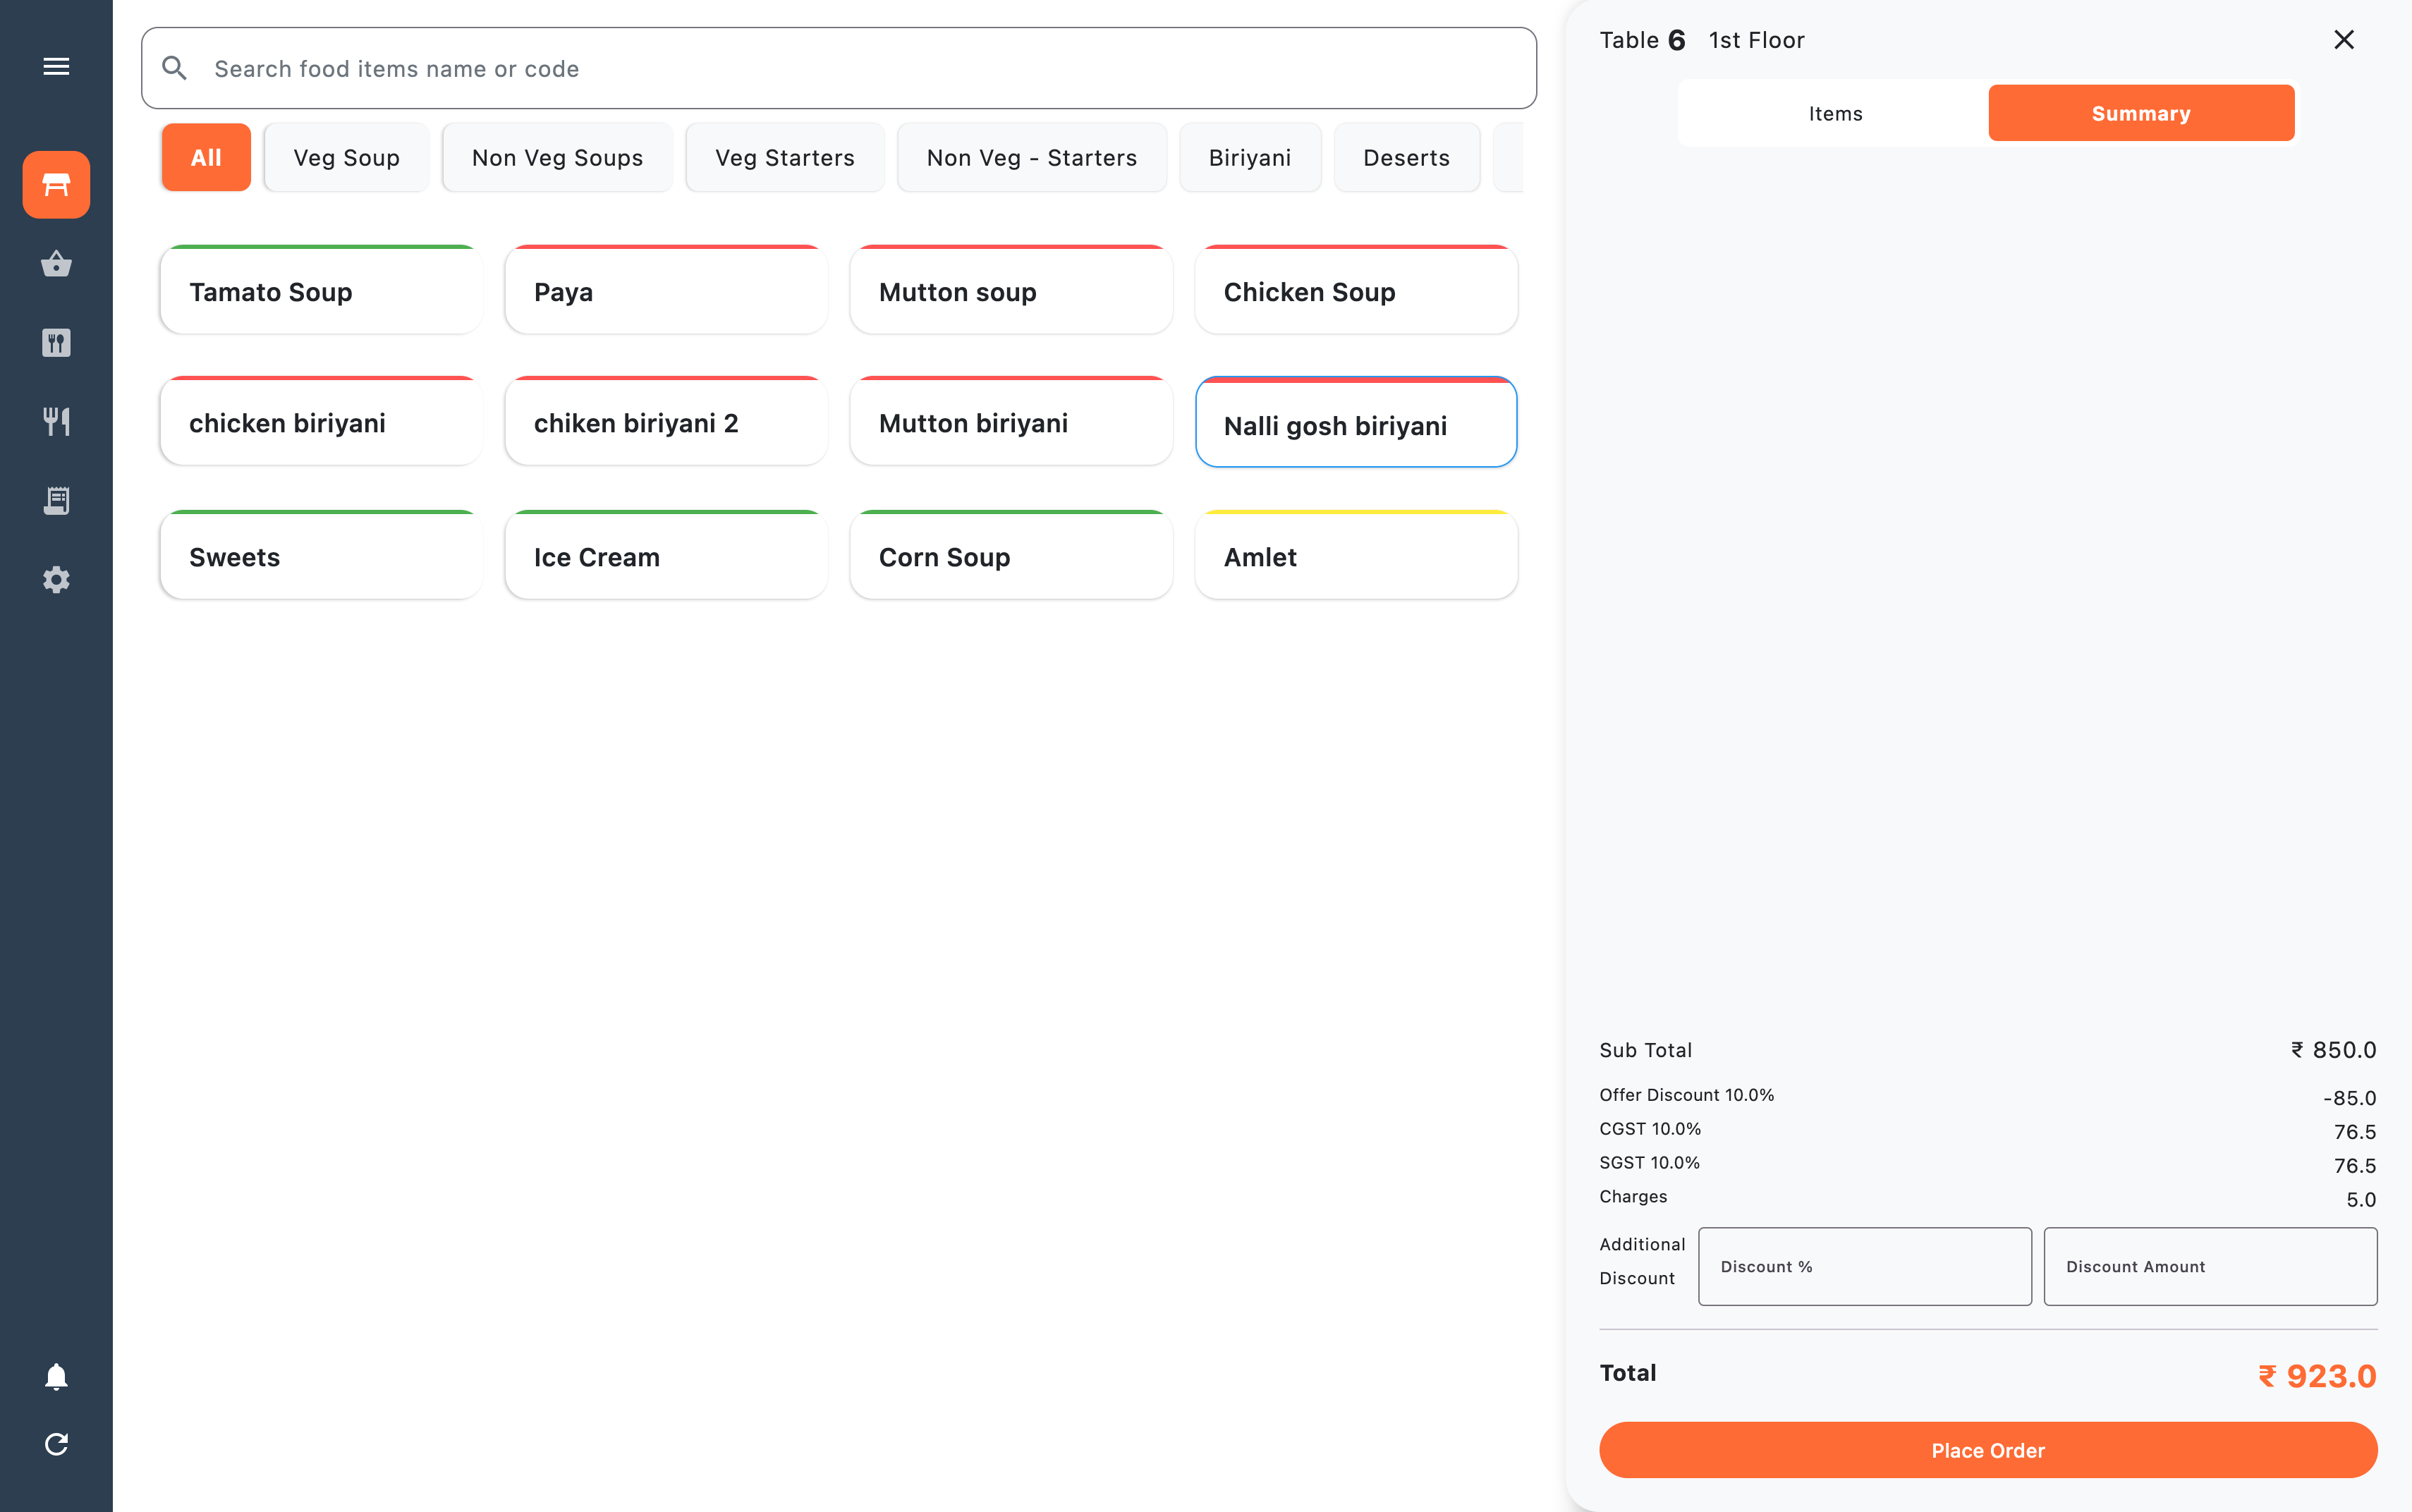 Search food items name or code
All
Veg Soup
Non Veg Soups
Veg Starters
Non Veg - Starters
Biriyani
Deserts
Tamato Soup
Paya
Mutton soup
Chicken Soup
chicken biriyani
chiken biriyani 2
Mutton biriyani
Nalli gosh biriyani
Sweets
Ice Cream
Corn Soup
Amlet
Table 6 1st Floor
Items
Summary
Sub Total ₹ 850.0
Offer Discount 10.0% -85.0
CGST 10.0% 76.5
SGST 10.0% 76.5
Charges 5.0
Additional
Discount
Discount %
Discount Amount
Total ₹ 923.0
Place Order